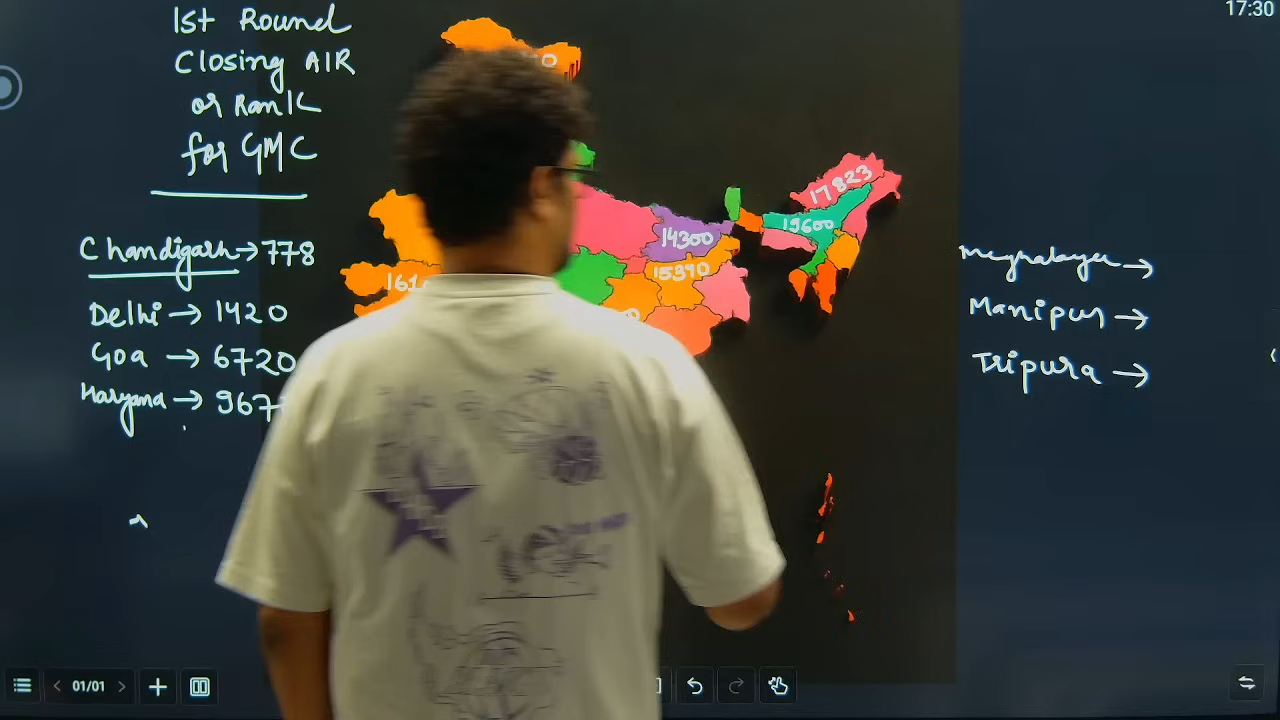 17:30
1st Round
Closing AIR
or Rank
for GMC
Chandigarh → 778
Delhi → 1420
Goa → 6720
Haryana → 967
17823
19600
14300
15390
Meghalaya →
Manipur →
Tripura →
01/01